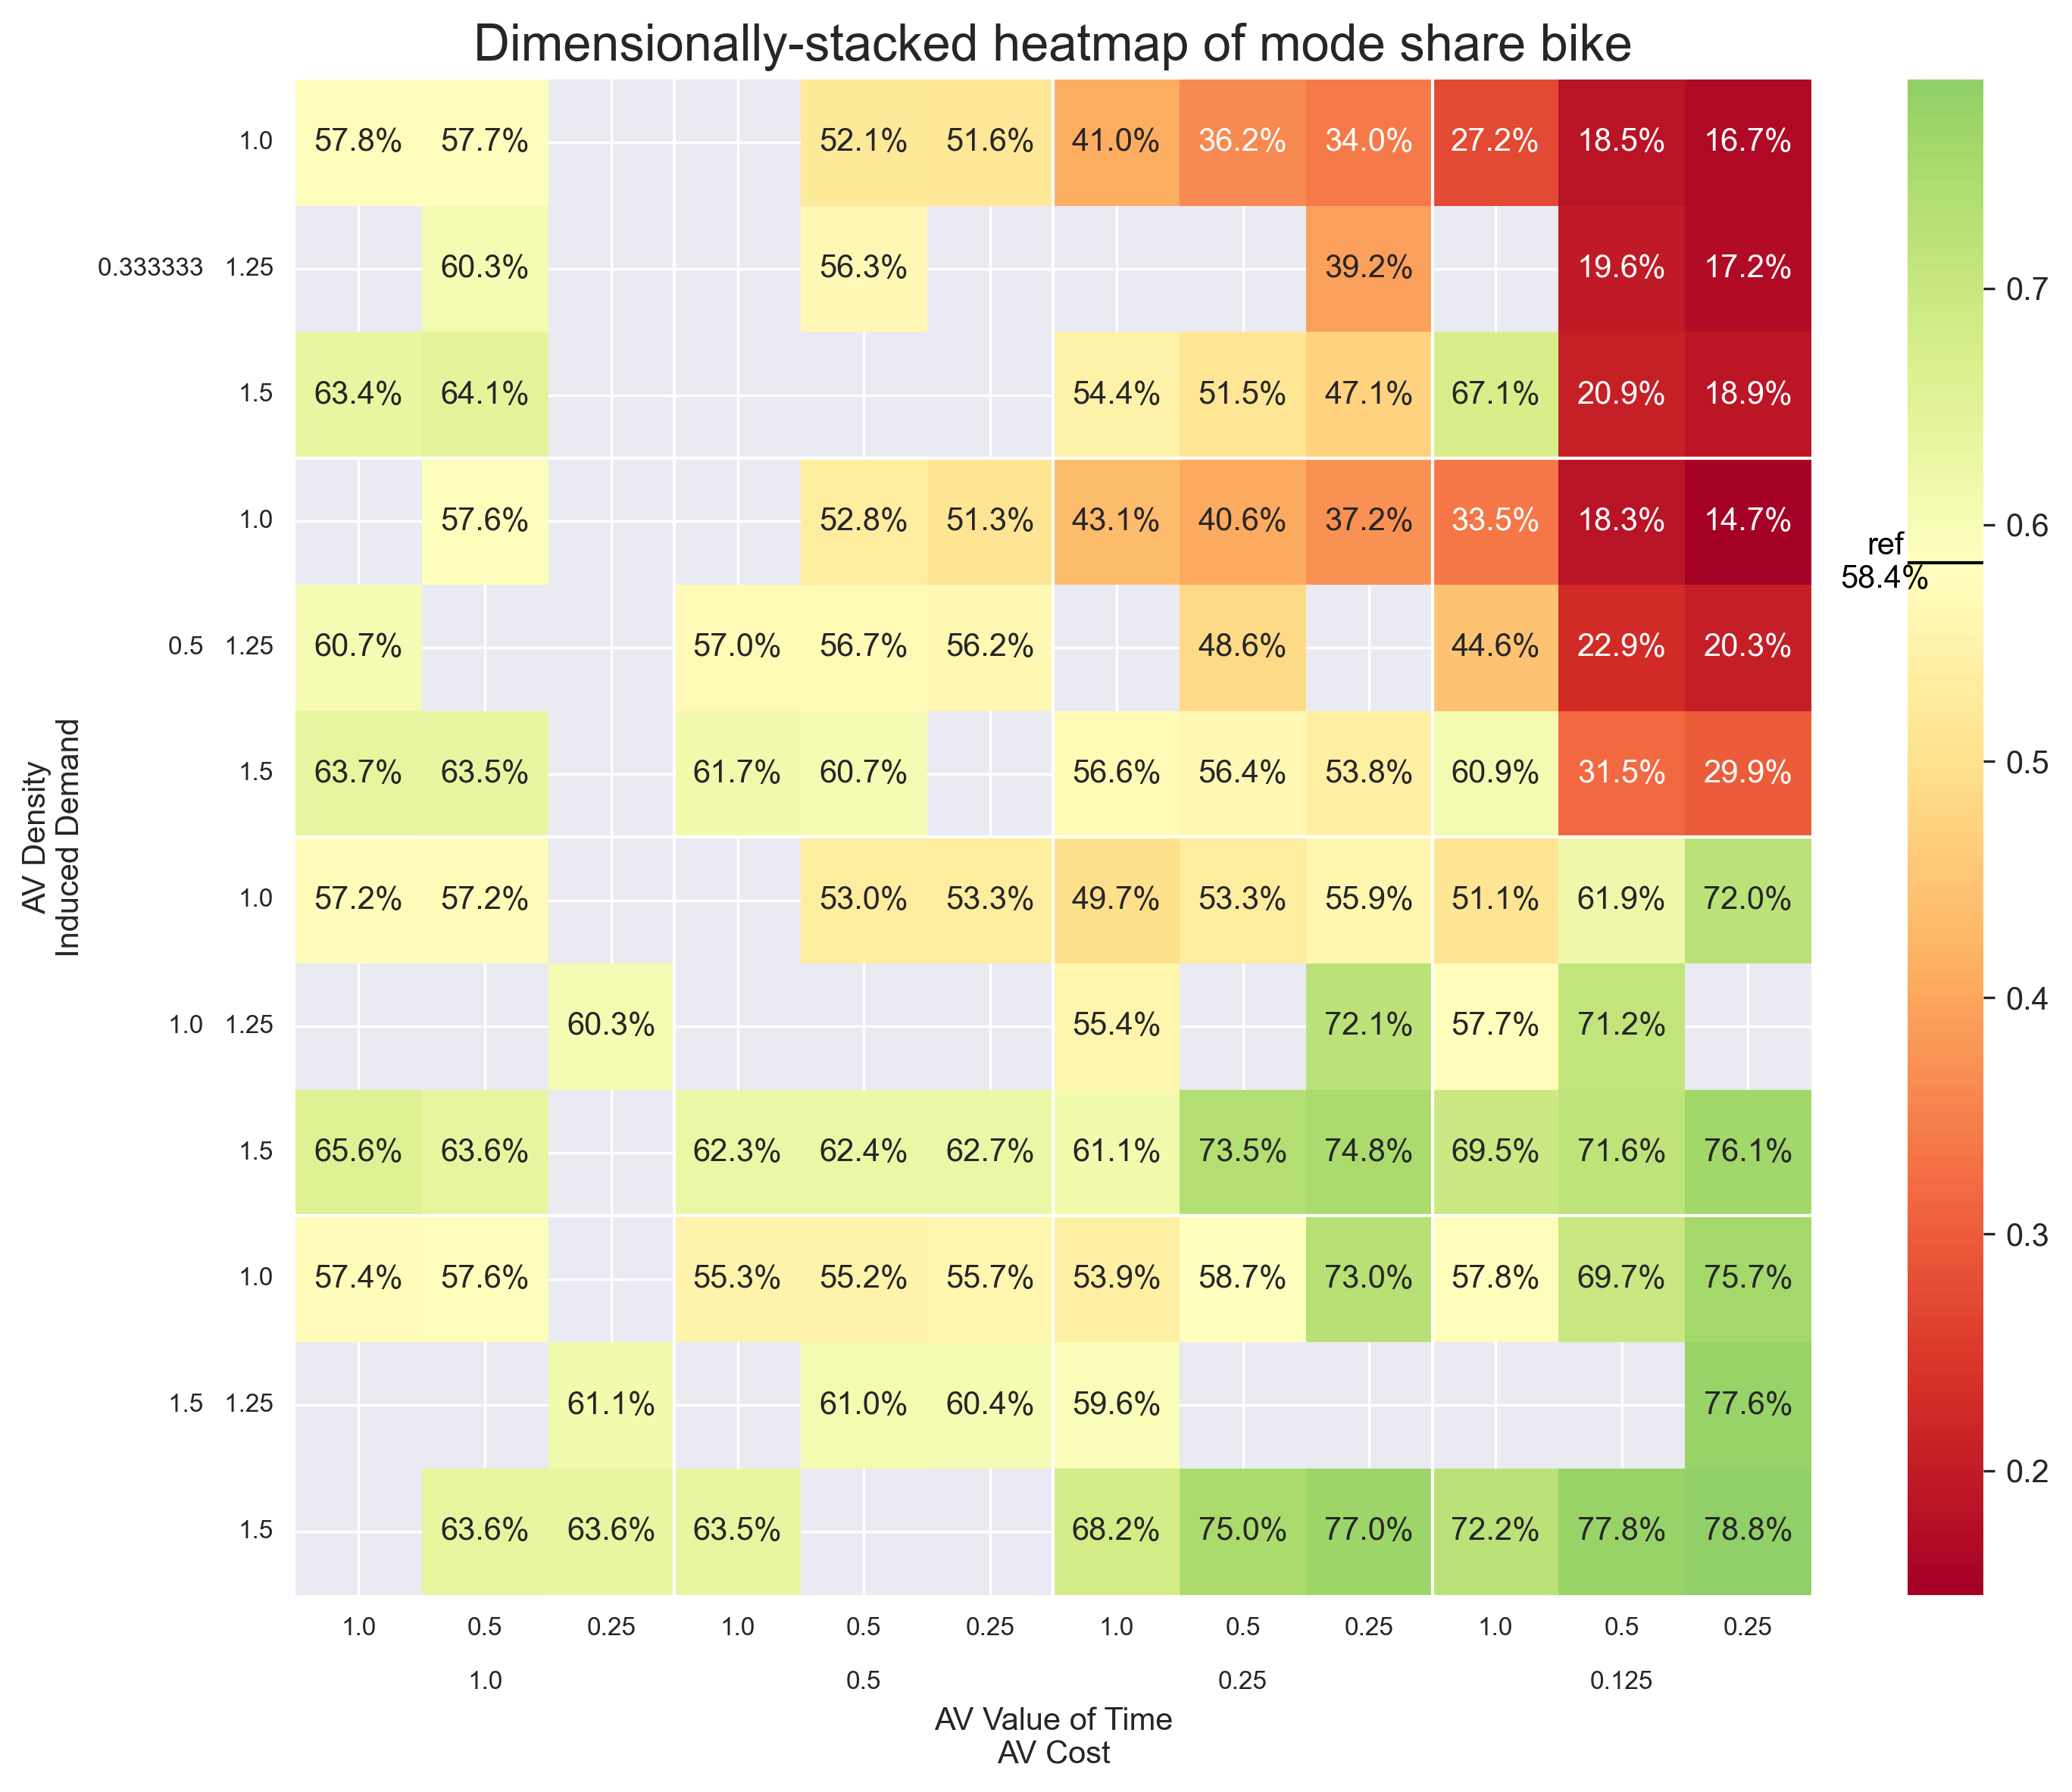 Dimensionally-stacked heatmap of mode share bike
1.0 57.8% 57.7% 52.1% 51.6% 41.0% 36.2% 34.0% 27.2% 18.5% 16.7%
0.333333 1.25 60.3% 56.3% 39.2% 19.6% 17.2%
0.7
1.5 63.4% 64.1% 54.4% 51.5% 47.1% 67.1% 20.9% 18.9%
1.0 57.6% 52.8% 51.3% 43.1% 40.6% 37.2% 33.5% 18.3% 14.7%
0.6
ref
58.4%
0.5 1.25 60.7% 57.0% 56.7% 56.2% 48.6% 44.6% 22.9% 20.3%
1.5 63.7% 63.5% 61.7% 60.7% 56.6% 56.4% 53.8% 60.9% 31.5% 29.9%
0.5
AV Density
Induced Demand
1.0 57.2% 57.2% 53.0% 53.3% 49.7% 53.3% 55.9% 51.1% 61.9% 72.0%
0.4
1.0 1.25 60.3% 55.4% 72.1% 57.7% 71.2%
1.5 65.6% 63.6% 62.3% 62.4% 62.7% 61.1% 73.5% 74.8% 69.5% 71.6% 76.1%
0.3
1.0 57.4% 57.6% 55.3% 55.2% 55.7% 53.9% 58.7% 73.0% 57.8% 69.7% 75.7%
1.5 1.25 61.1% 61.0% 60.4% 59.6% 77.6%
0.2
1.5 63.6% 63.6% 63.5% 68.2% 75.0% 77.0% 72.2% 77.8% 78.8%
1.0 0.5 0.25 1.0 0.5 0.25 1.0 0.5 0.25 1.0 0.5 0.25
1.0 0.5 0.25 0.125
AV Value of Time
AV Cost